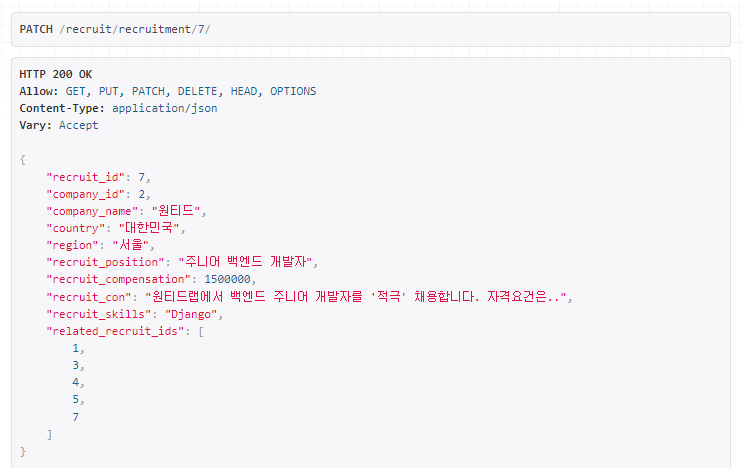 PATCH /recruit/recruitment/7/
HTTP 200 OK
Allow: GET, PUT, PATCH, DELETE, HEAD, OPTIONS
Content-Type: application/json
Vary: Accept
{
"recruit_id": 7,
"company_id": 2,
"company_name": "원티드",
"country": "대한민국",
"region": "서울",
"recruit_position": "주니어 백엔드 개발자",
"recruit_compensation": 1500000,
"recruit_con": "원티드랩에서 백엔드 주니어 개발자를 '적극' 채용합니다. 자격요건은..",
"recruit_skills": "Django",
"related_recruit_ids": [
1,
3,
4,
5,
7
]
}